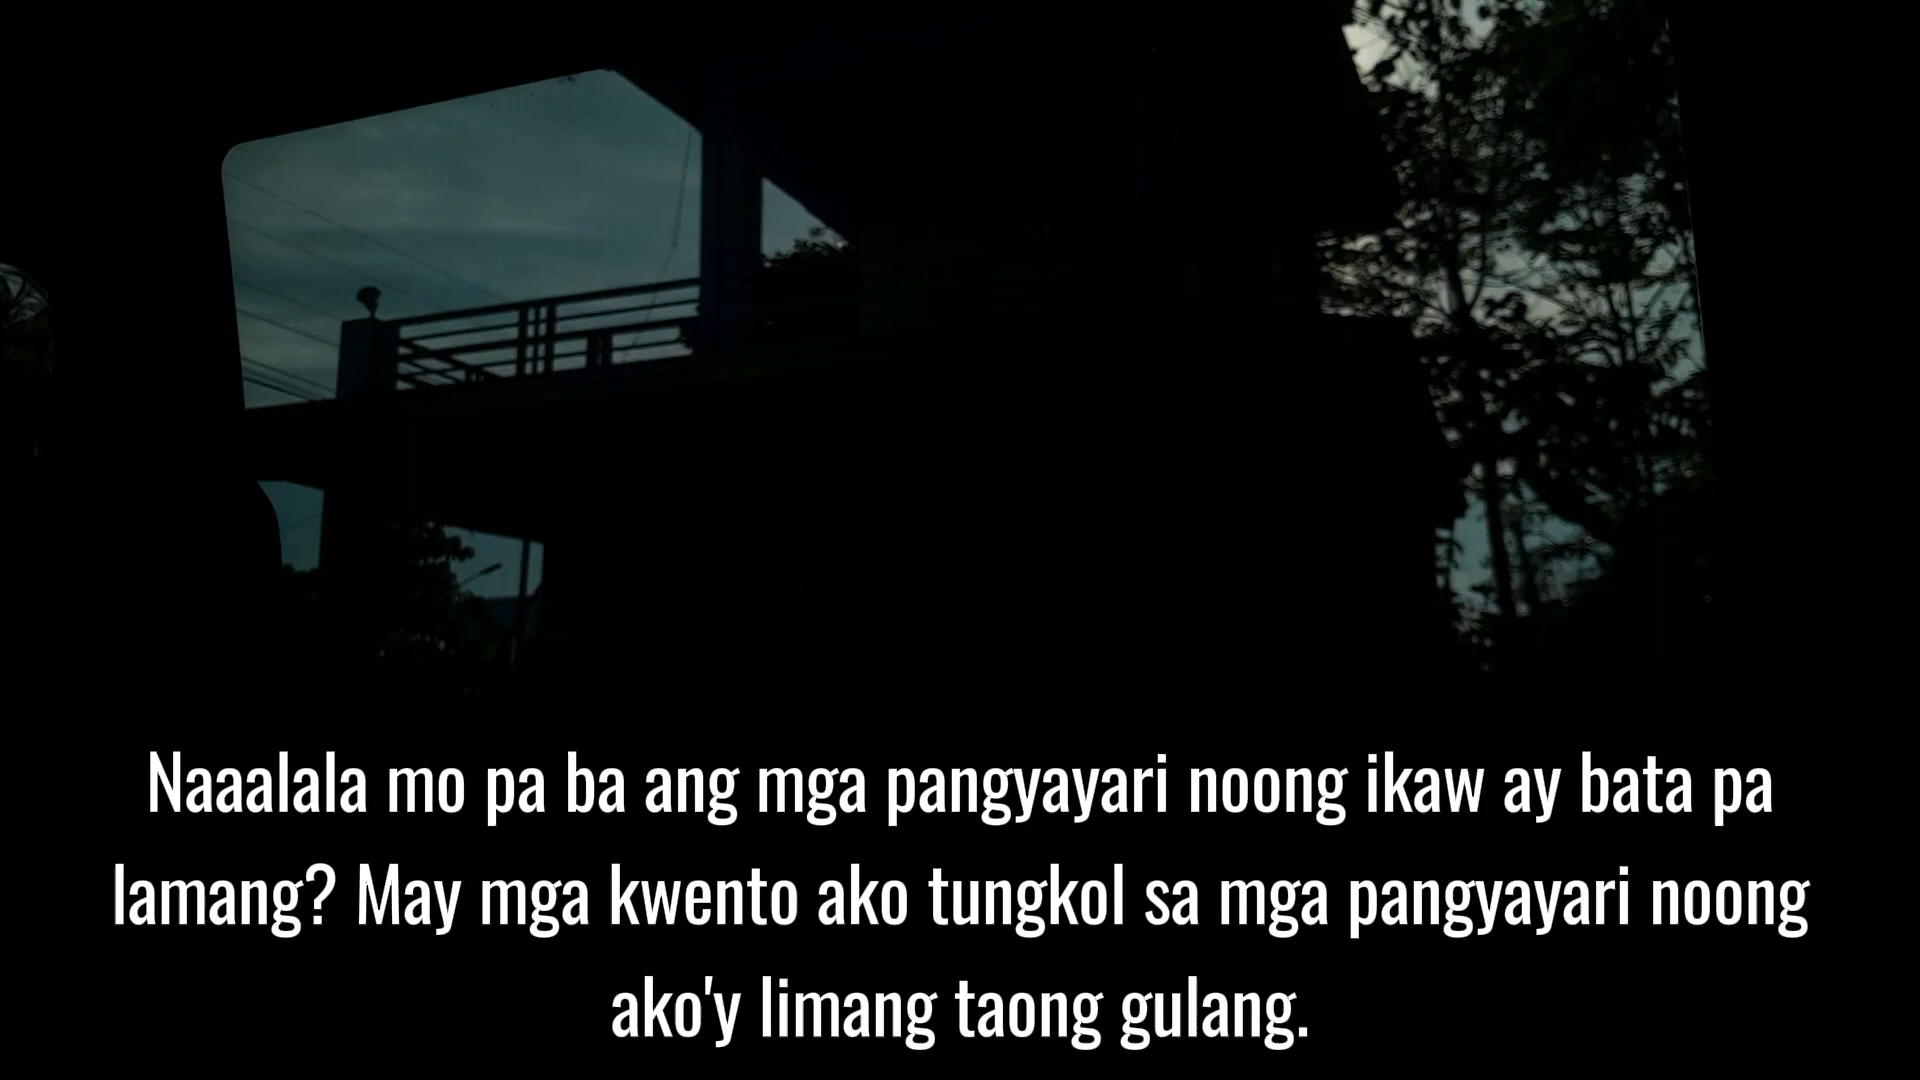 Naaalala mo pa ba ang mga pangyayari noong ikaw ay bata pa
lamang? May mga kwento ako tungkol sa mga pangyayari noong
ako'y limang taong gulang.